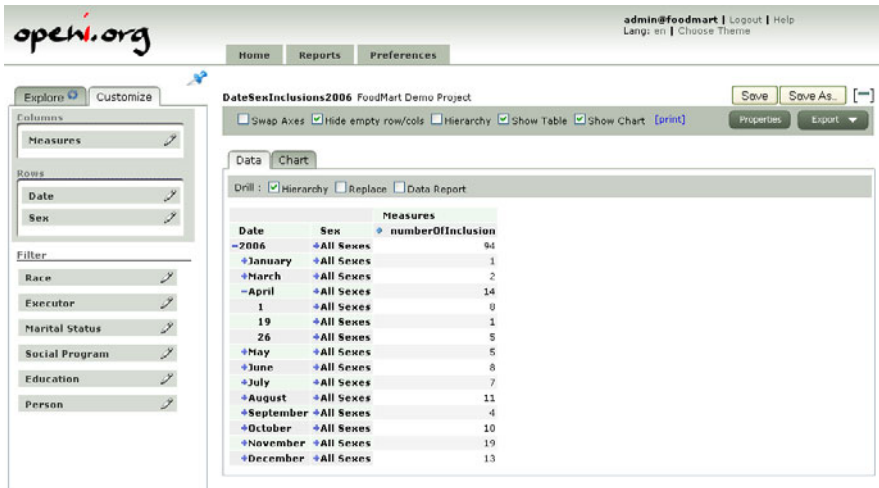 openi.org
admin@foodmart | Logout | Help
Lang: en | Choose Theme
Home Reports Preferences
Explore Customize
Columns
Measures
Rows
Date
Sex
Filter
Race
Executor
Marital Status
Social Program
Education
Person
DateSexInclusions2006 FoodMart Demo Project
Save Save As.. [—]
Swap Axes Hide empty row/cols Hierarchy Show Table Show Chart [print] Properties Export
Data Chart
Drill : Hierarchy Replace Data Report
Measures
Date Sex numberOfInclusion
-2006 +All Sexes 94
+January +All Sexes 1
+March +All Sexes 2
-April +All Sexes 14
1 +All Sexes 8
19 +All Sexes 1
26 +All Sexes 5
+May +All Sexes 5
+June +All Sexes 8
+July +All Sexes 7
+August +All Sexes 11
+September +All Sexes 4
+October +All Sexes 10
+November +All Sexes 19
+December +All Sexes 13